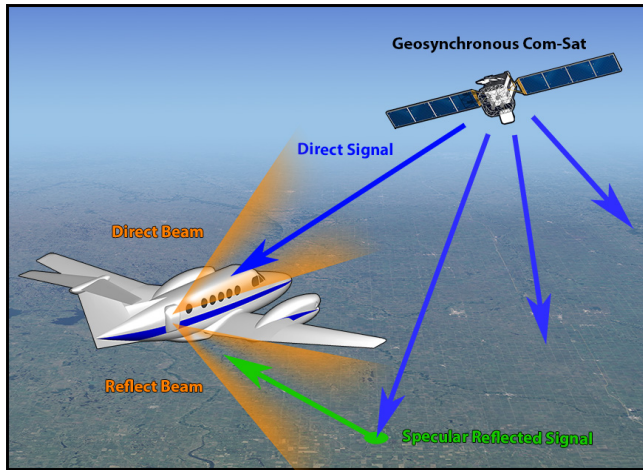 Geosynchronous Com-Sat
Direct Signal
Direct Beam
Reflect Beam
Specular Reflected Signal